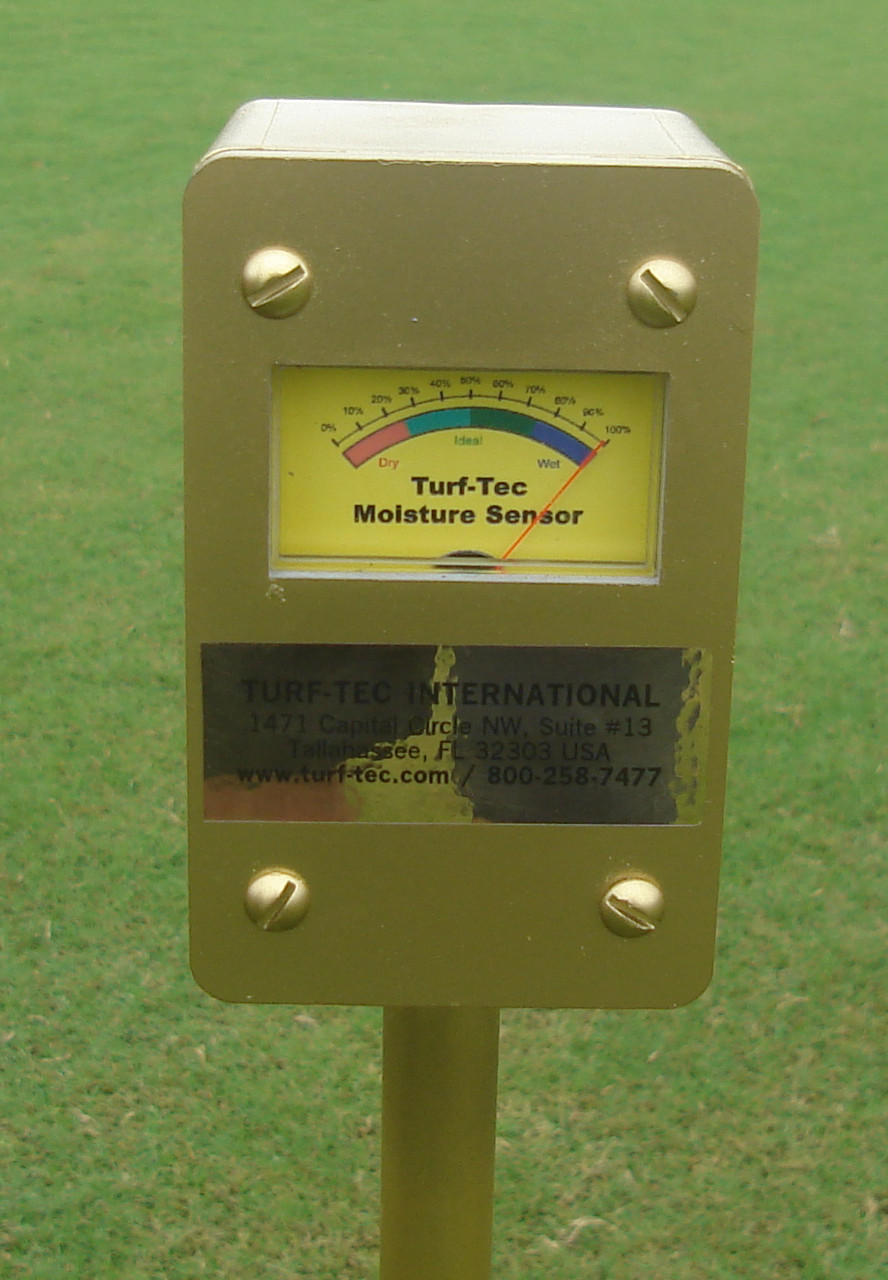 0% 10% 20% 30% 40% 50% 60% 70% 80% 90% 100%
Dry Ideal Wet
Turf-Tec
Moisture Sensor
TURF-TEC INTERNATIONAL
1471 Capital Circle NW, Suite #13
Tallahassee, FL 32303 USA
www.turf-tec.com / 800-258-7477